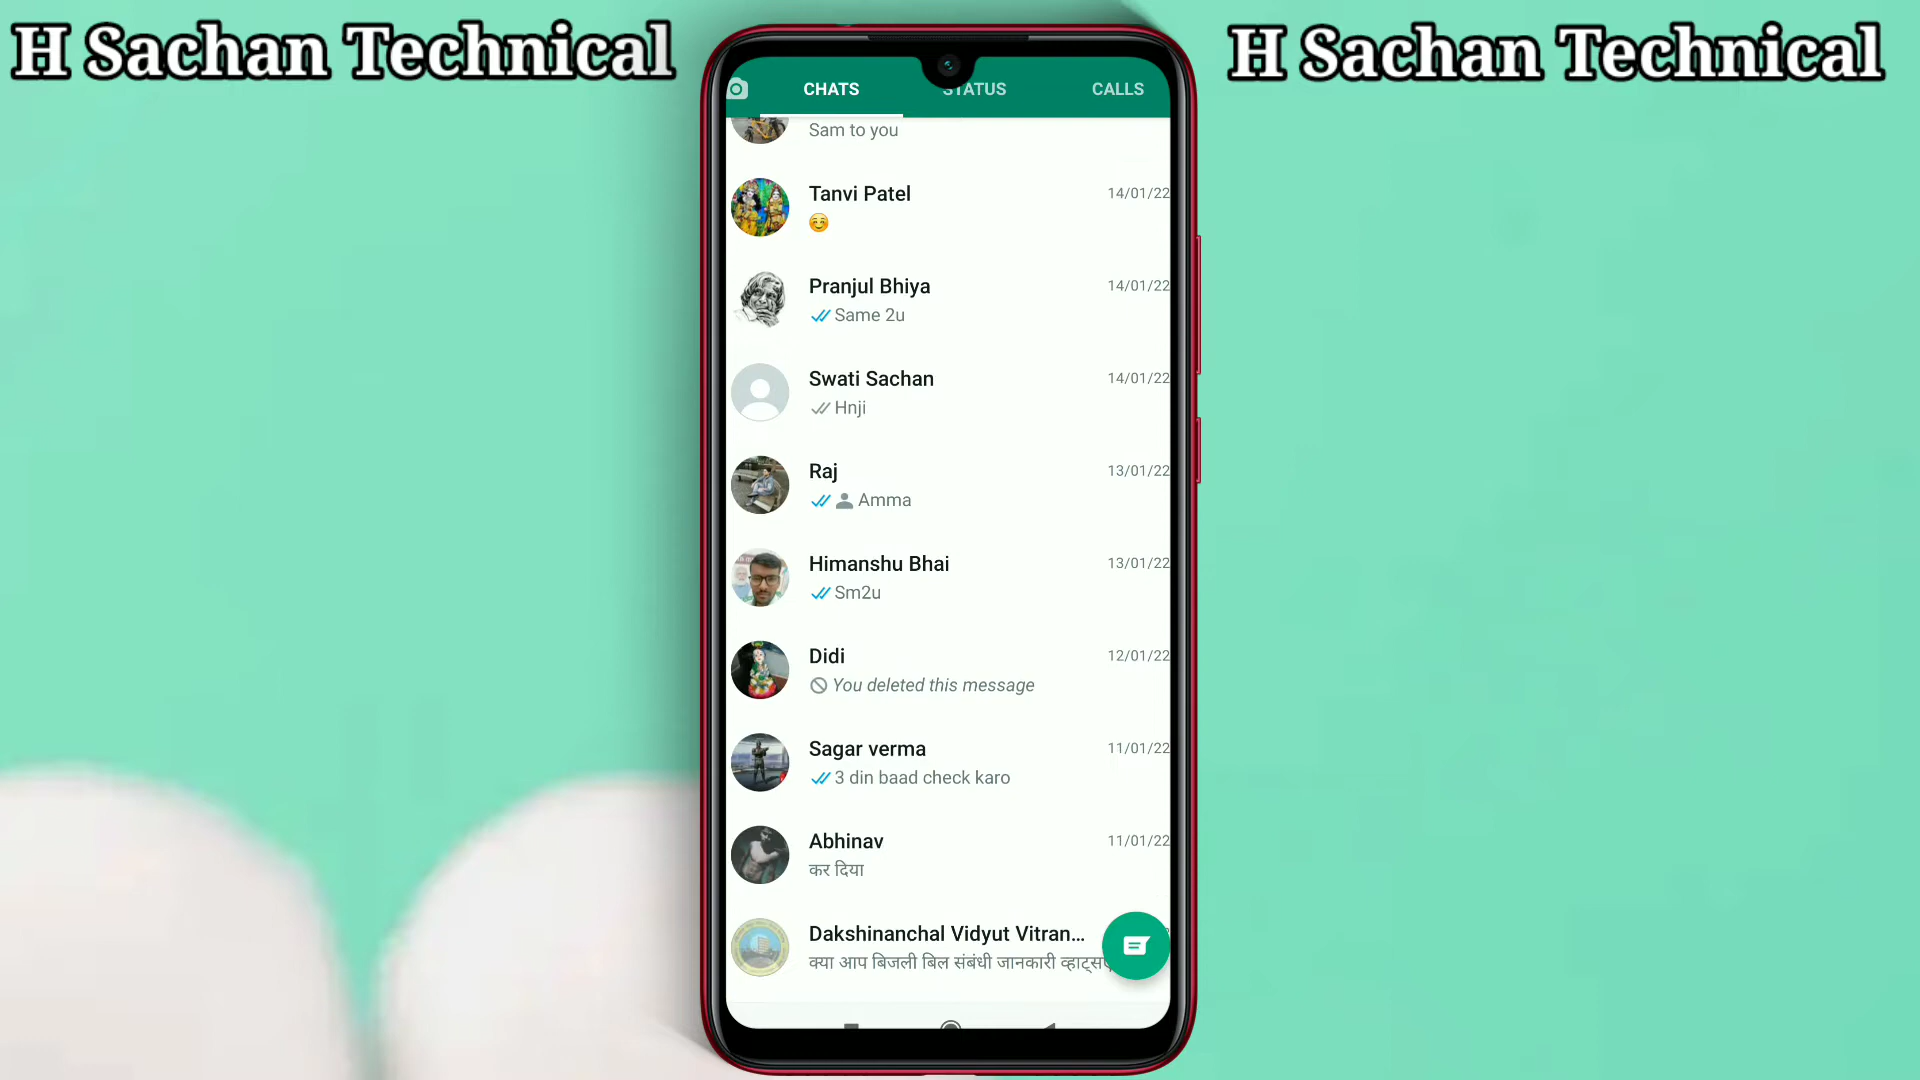 H Sachan Technical
H Sachan Technical
CHATS
STATUS
CALLS
Sam to you
Tanvi Patel
14/01/22
☺️
Pranjul Bhiya
14/01/22
Same 2u
Swati Sachan
14/01/22
Hnji
Raj
13/01/22
Amma
Himanshu Bhai
13/01/22
Sm2u
Didi
12/01/22
You deleted this message
Sagar verma
11/01/22
3 din baad check karo
Abhinav
11/01/22
कर दिया
Dakshinanchal Vidyut Vitran...
क्या आप बिजली बिल संबंधी जानकारी